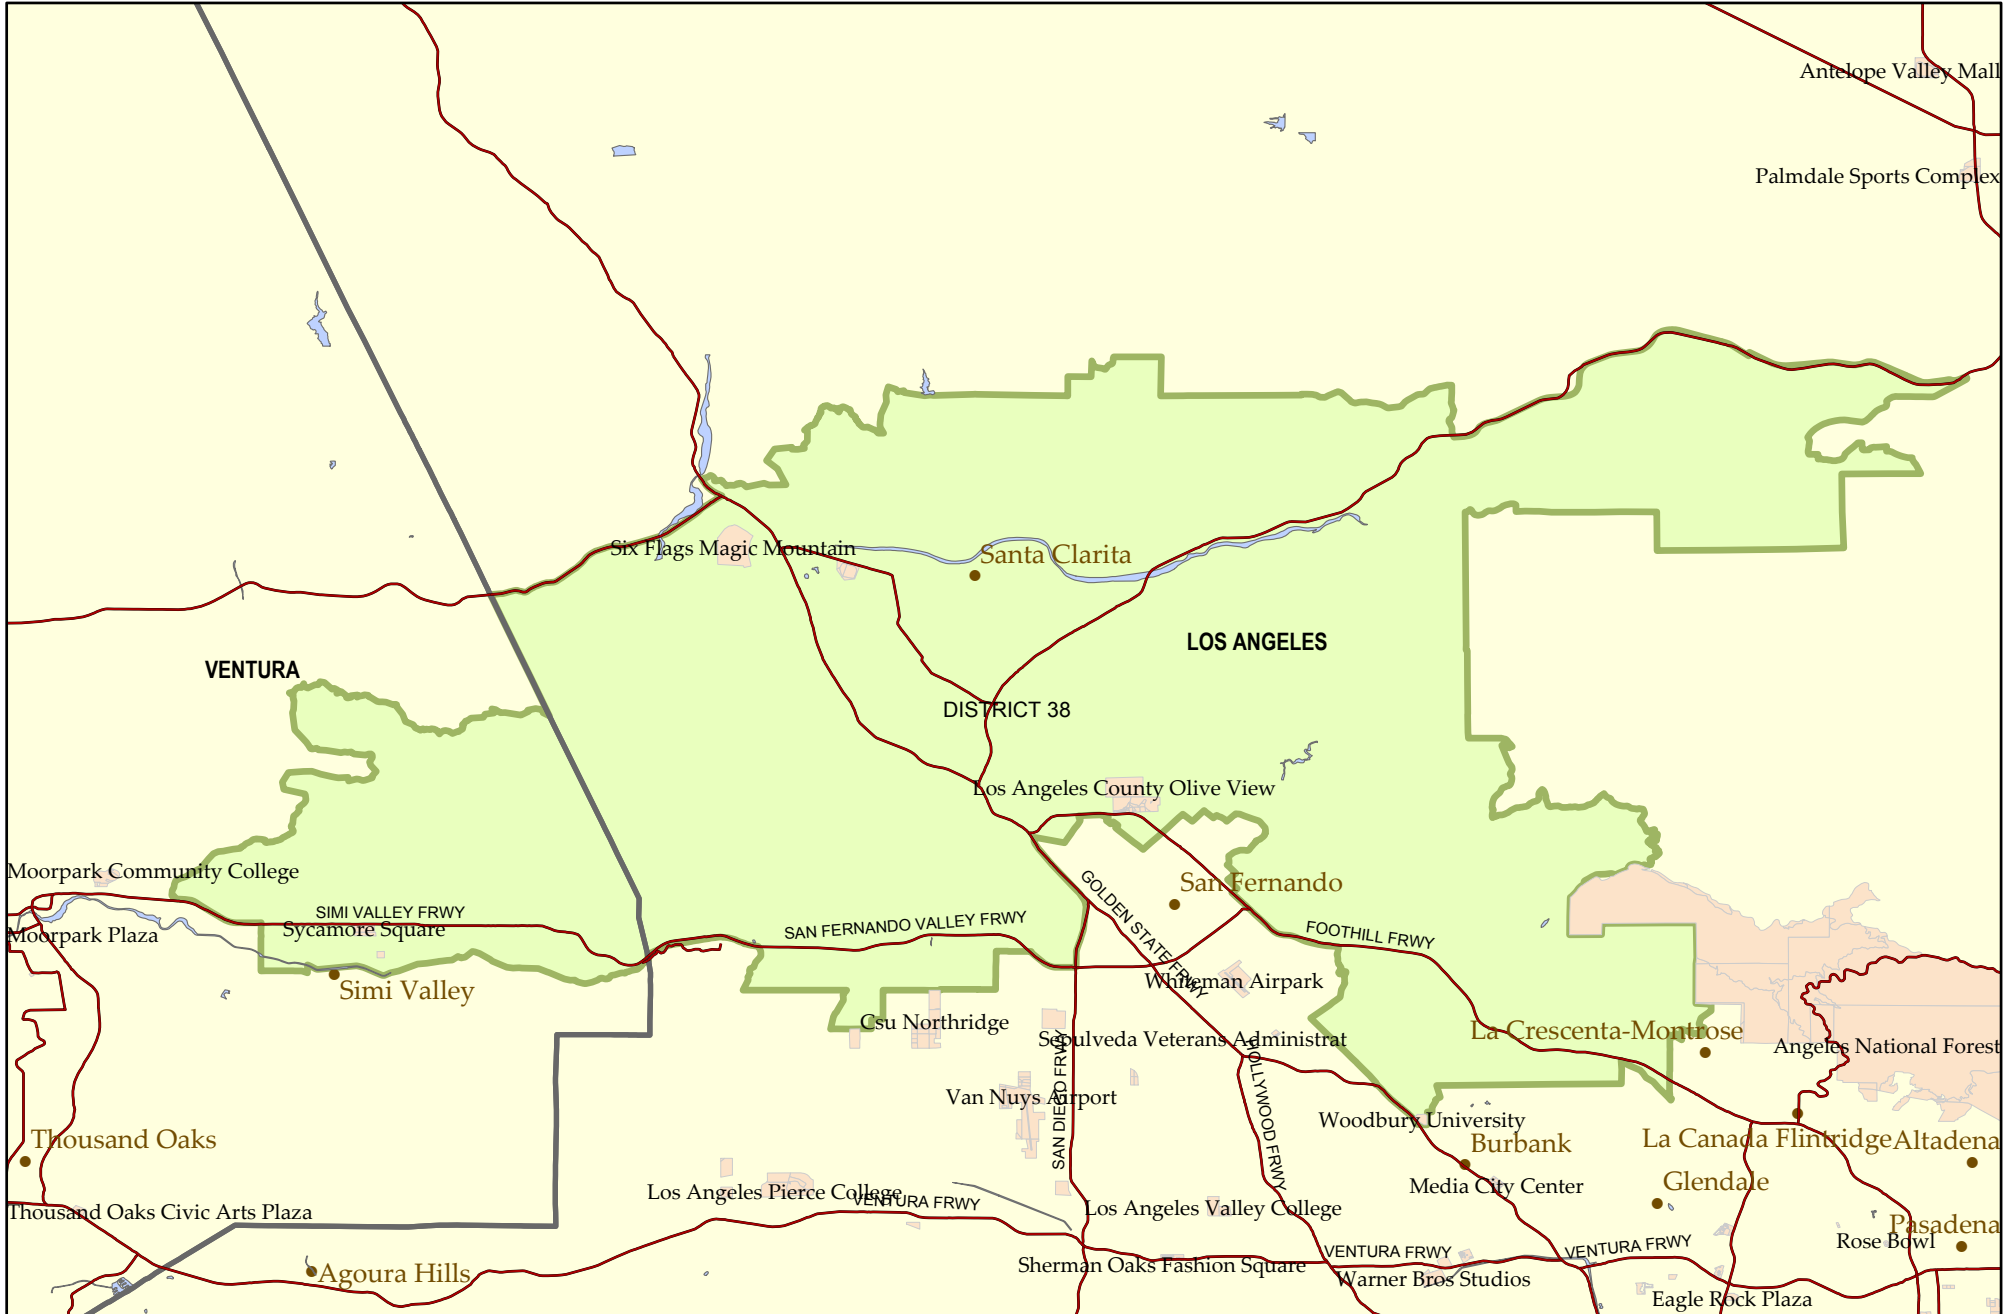 Antelope Valley Mall
Palmdale Sports Complex
Six Flags Magic Mountain
Santa Clarita
LOS ANGELES
VENTURA
DISTRICT 38
Los Angeles County Olive View
Moorpark Community College
San Fernando
GOLDEN STATE FRWY
SIMI VALLEY FRWY
SAN FERNANDO VALLEY FRWY
Sycamore Square
Moorpark Plaza
FOOTHILL FRWY
Simi Valley
Whiteman Airpark
Csu Northridge
Sepulveda Veterans Administrat
La Crescenta-Montrose
Angeles National Forest
SAN DIEGO FRWY
HOLLYWOOD FRWY
Van Nuys Airport
Woodbury University
Thousand Oaks
Burbank
La Canada Flintridge
Altadena
Los Angeles Pierce College
VENTURA FRWY
Media City Center
Glendale
Thousand Oaks Civic Arts Plaza
Los Angeles Valley College
Pasadena
Rose Bowl
VENTURA FRWY
VENTURA FRWY
Sherman Oaks Fashion Square
Agoura Hills
Warner Bros Studios
Eagle Rock Plaza